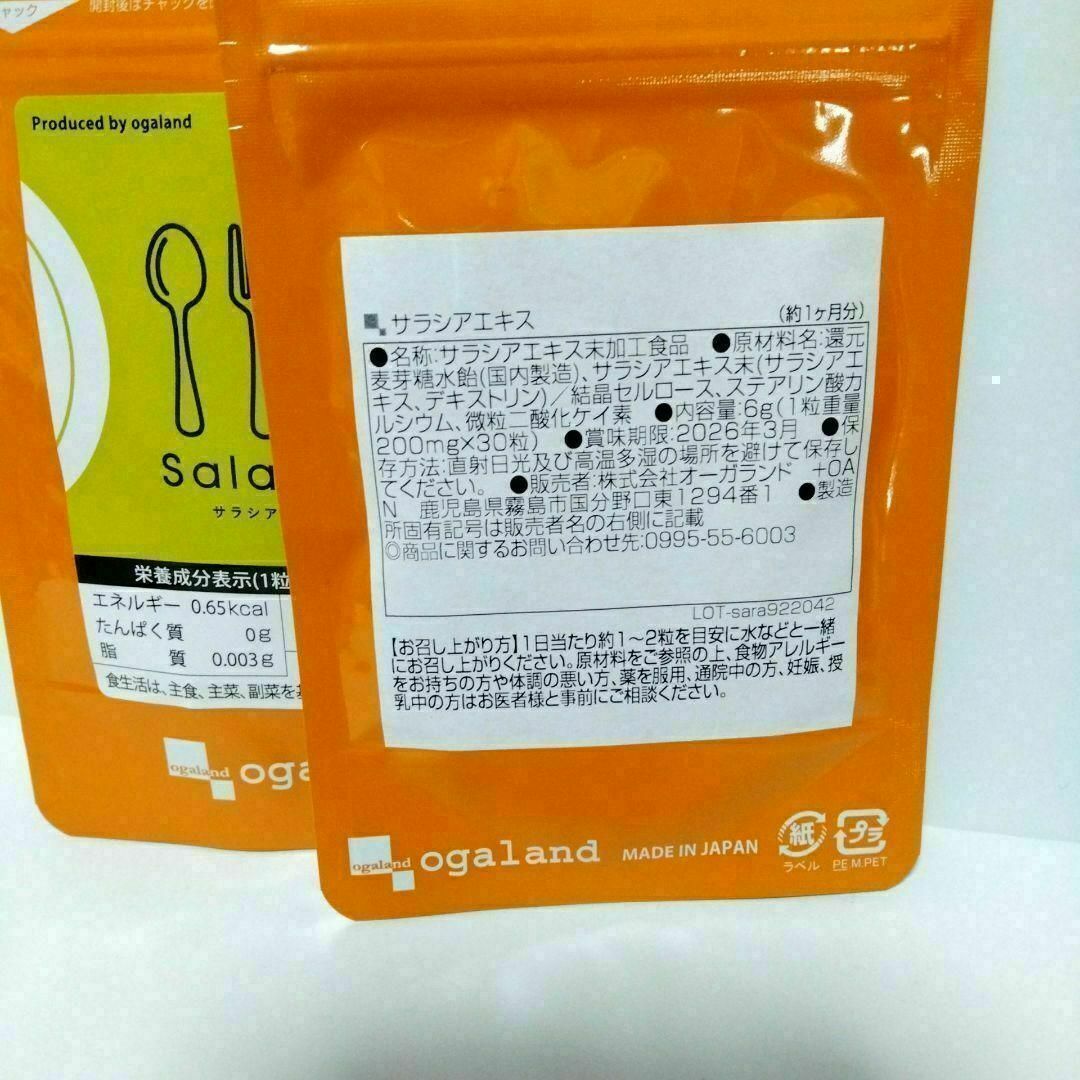 ャック
開封後はチャックを
Produced by ogaland
Sala
サラシア
栄養成分表示(1粒
エネルギー 0.65kcal
たんぱく質 0g
脂 質 0.003g
食生活は、主食、主菜、副菜を
ogaland oga
サラシアエキス (約1ヶ月分)
●名称:サラシアエキス末加工食品 ●原材料名:還元
麦芽糖水飴(国内製造)、サラシアエキス末(サラシアエ
キス、デキストリン)／結晶セルロース、ステアリン酸カ
ルシウム、微粒二酸化ケイ素 ●内容量:6g(1粒重量
200mg×30粒) ●賞味期限:2026年3月 ●保
存方法:直射日光及び高温多湿の場所を避けて保存し
てください。 ●販売者:株式会社オーガランド +OA
N 鹿児島県霧島市国分野口東1294番1 ●製造
所固有記号は販売者名の右側に記載
◎商品に関するお問い合わせ先:0995-55-6003
LOT-sara922042
【お召し上がり方】1日当たり約1～2粒を目安に水などと一緒
にお召し上がりください。原材料をご参照の上、食物アレルギー
をお持ちの方や体調の悪い方、薬を服用、通院中の方、妊娠、授
乳中の方はお医者様と事前にご相談ください。
ogaland ogaland MADE IN JAPAN
紙 プラ
ラベル PE M.PET